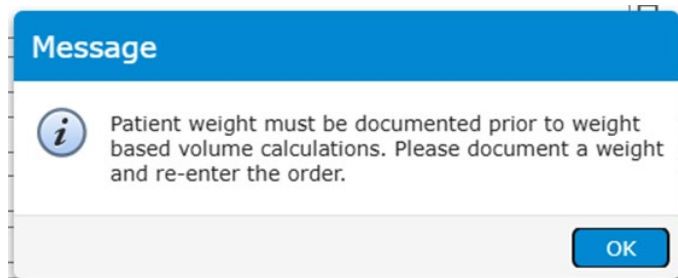 Message
Patient weight must be documented prior to weight
based volume calculations. Please document a weight
and re-enter the order.
OK